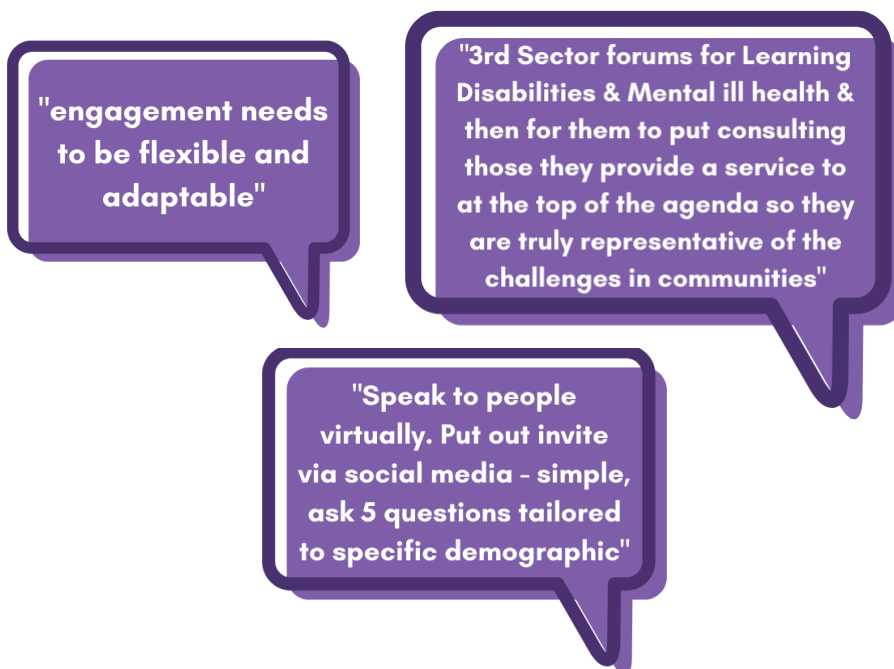 "engagement needs
to be flexible and
adaptable"
"3rd Sector forums for Learning
Disabilities & Mental ill health &
then for them to put consulting
those they provide a service to
at the top of the agenda so they
are truly representative of the
challenges in communities"
"Speak to people
virtually. Put out invite
via social media - simple,
ask 5 questions tailored
to specific demographic"